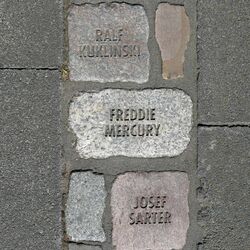 RALF
KUKLINSKI
FREDDIE
MERCURY
JOSEF
SARTER